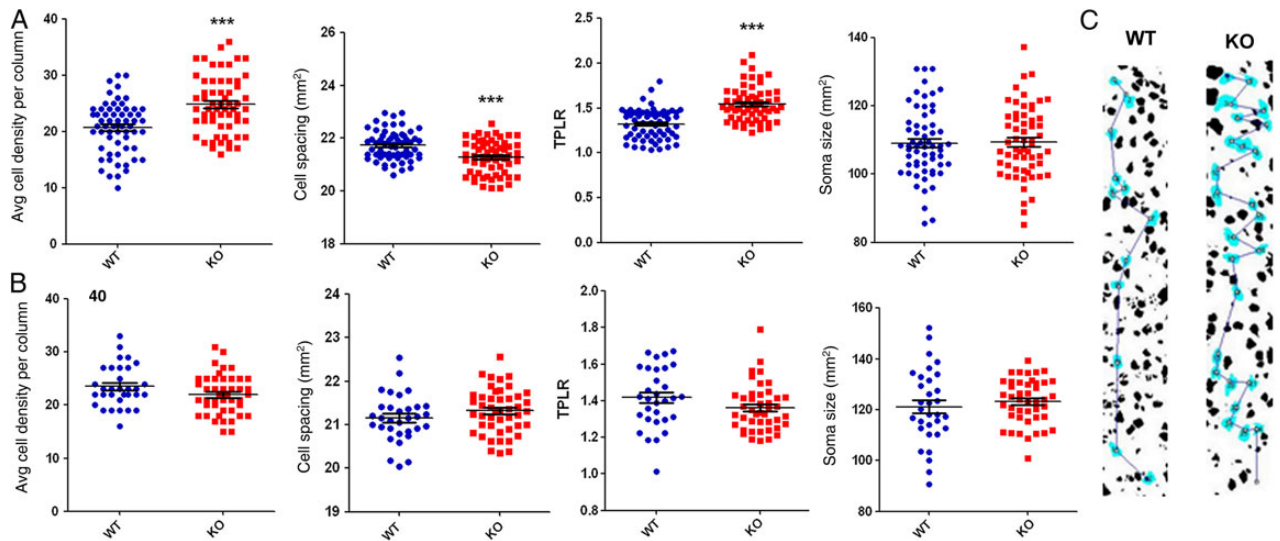 A
Avg cell density per column
40
30
20
10
0
WT
KO
***
Cell spacing (mm²)
26
24
22
20
18
WT
KO
***
TPLR
2.5
2.0
1.5
1.0
0.5
0.0
WT
KO
***
Soma size (mm²)
140
120
100
80
WT
KO
C
WT
KO
B
Avg cell density per column
40
40
30
20
10
0
WT
KO
Cell spacing (mm²)
24
23
22
21
20
19
WT
KO
TPLR
1.8
1.6
1.4
1.2
1.0
0.8
WT
KO
Soma size (mm²)
160
140
120
100
80
WT
KO